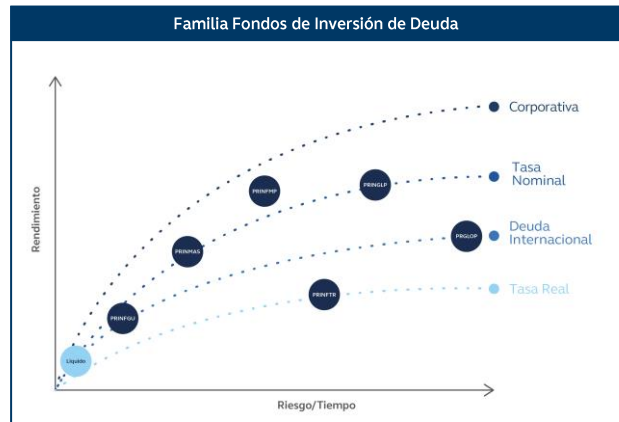 Familia Fondos de Inversión de Deuda
Corporativa
Tasa
Nominal
PRINFMP
PRINGLP
Deuda
Internacional
PRGLOP
PRINMAS
Rendimiento
Tasa Real
PRINFTR
PRINFGU
Líquido
Riesgo/Tiempo